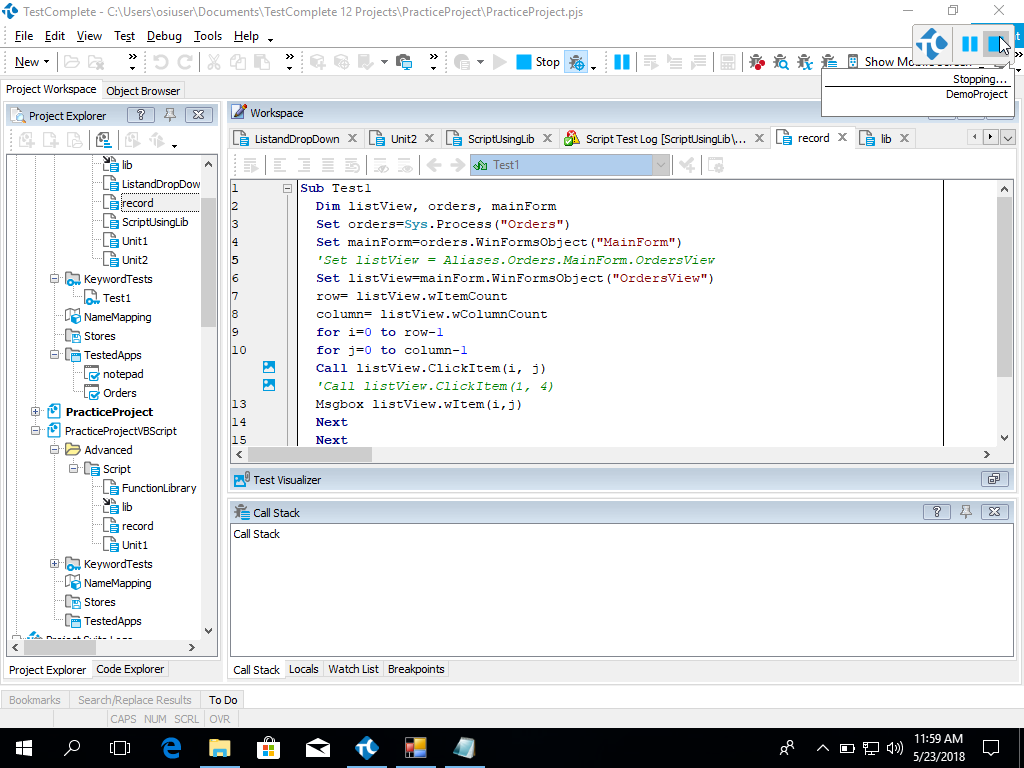 TestComplete - C:\Users\osiuser\Documents\TestComplete 12 Projects\PracticeProject\PracticeProject.pjs
File Edit View Test Debug Tools Help
New Stop Show Mo
Stopping...
DemoProject
Project Workspace Object Browser
Project Explorer ?
lib
ListandDropDow
record
ScriptUsingLib
Unit1
Unit2
KeywordTests
Test1
NameMapping
Stores
TestedApps
notepad
Orders
PracticeProject
PracticeProjectVBScript
Advanced
Script
FunctionLibrary
lib
record
Unit1
KeywordTests
NameMapping
Stores
TestedApps
Project Suite Logs
Project Explorer Code Explorer
Workspace
ListandDropDown Unit2 ScriptUsingLib Script Test Log [ScriptUsingLib\... record lib
Test1
1 Sub Test1
2 Dim listView, orders, mainForm
3 Set orders=Sys.Process("Orders")
4 Set mainForm=orders.WinFormsObject("MainForm")
5 'Set listView = Aliases.Orders.MainForm.OrdersView
6 Set listView=mainForm.WinFormsObject("OrdersView")
7 row= listView.wItemCount
8 column= listView.wColumnCount
9 for i=0 to row-1
10 for j=0 to column-1
Call listView.ClickItem(i, j)
'Call listView.ClickItem(1, 4)
13 Msgbox listView.wItem(i,j)
14 Next
15 Next
Test Visualizer
Call Stack ?
Call Stack
Call Stack Locals Watch List Breakpoints
Bookmarks Search/Replace Results To Do
CAPS NUM SCRL OVR
11:59 AM
5/23/2018